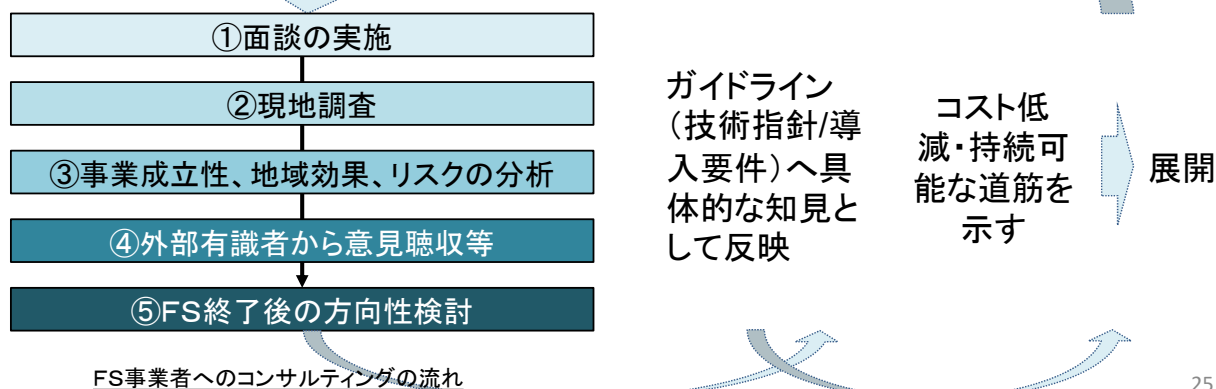 ①面談の実施
②現地調査
③事業成立性、地域効果、リスクの分析
④外部有識者から意見聴収等
⑤FS終了後の方向性検討
FS事業者へのコンサルティングの流れ
ガイドライン
（技術指針/導
入要件）へ具
体的な知見と
して反映
コスト低
減・持続可
能な道筋を
示す
展開
25